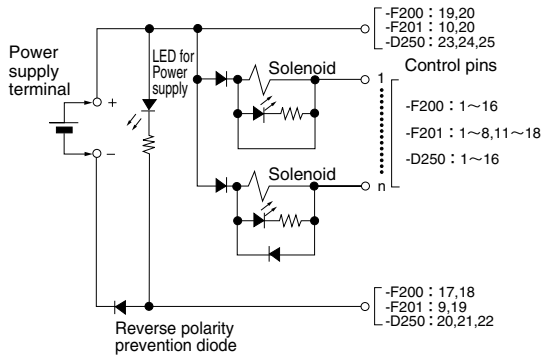 -F200：19,20
-F201：10,20
-D250：23,24,25
Power
supply
terminal
LED for
Power
supply
Solenoid
1
Control pins
+
-F200：1～16
-F201：1～8,11～18
-D250：1～16
−
Solenoid
n
-F200：17,18
-F201：9,19
-D250：20,21,22
Reverse polarity
prevention diode